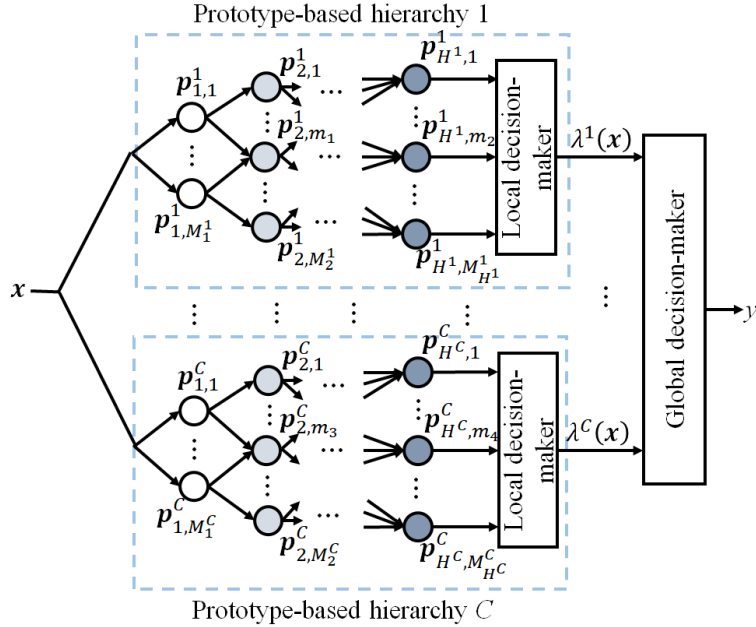 Prototype-based hierarchy 1
p^1_{1,1}
p^1_{2,1}
p^1_{H^1,1}
...
p^1_{2,m_1}
p^1_{H^1,m_2}
...
p^1_{1,M^1_1}
p^1_{2,M^1_2}
...
p^1_{H^1,M^1_{H^1}}
Local decision-
maker
λ^1(x)
x
Global decision-maker
y
p^C_{1,1}
p^C_{2,1}
p^C_{H^C,1}
...
p^C_{2,m_3}
p^C_{H^C,m_4}
...
p^C_{1,M^C_1}
p^C_{2,M^C_2}
...
p^C_{H^C,M^C_{H^C}}
Local decision-
maker
λ^C(x)
Prototype-based hierarchy C